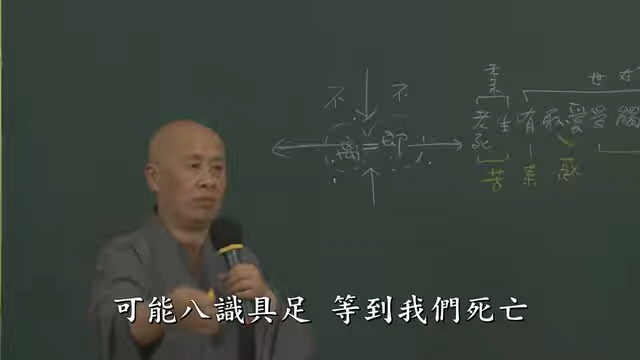 世
不 不
離=即
老死 生 有 取 愛 受 觸
苦 業 惑
可能八識具足 等到我們死亡